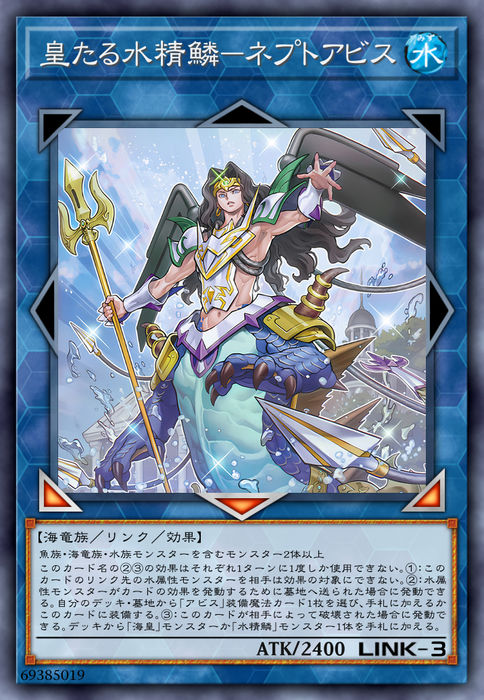 皇たる水精鱗－ネプトアビス
みず
水
【海竜族／リンク／効果】
魚族・海竜族・水族モンスターを含むモンスター2体以上
このカード名の②③の効果はそれぞれ1ターンに1度しか使用できない。①:こ
のカードのリンク先の水属性モンスターを相手は効果の対象にできない。②:水属
性モンスターがカードの効果を発動するために墓地へ送られた場合に発動でき
る。自分のデッキ・墓地から「アビス」装備魔法カード1枚を選び、手札に加えるか
このカードに装備する。③:このカードが相手によって破壊された場合に発動で
きる。デッキから「海皇」モンスターか「水精鱗」モンスター1体を手札に加える。
ATK/2400 LINK-3
69385019